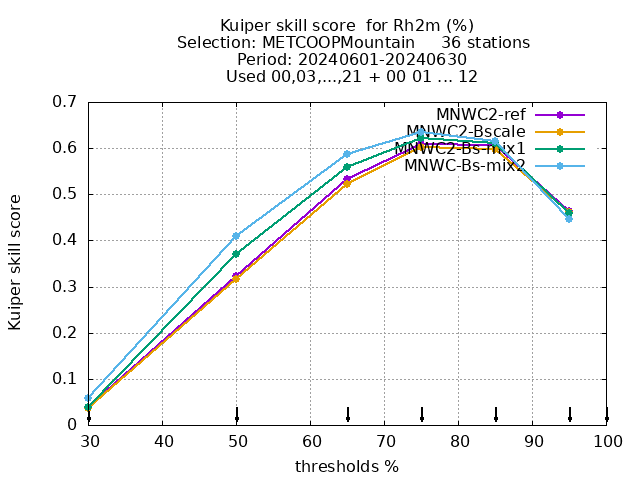 Kuiper skill score  for Rh2m (%)
Selection: METCOOPMountain     36 stations
Period: 20240601-20240630
Used 00,03,...,21 + 00 01 ... 12
MNWC2-ref
MNWC2-Bscale
MNWC2-Bs-mix1
MNWC-Bs-mix2
Kuiper skill score
0.7
0.6
0.5
0.4
0.3
0.2
0.1
0
30 40 50 60 70 80 90 100
thresholds %